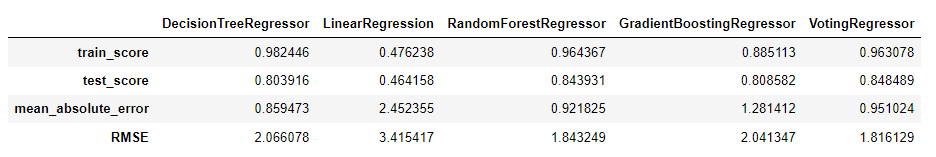 DecisionTreeRegressor LinearRegression RandomForestRegressor GradientBoostingRegressor VotingRegressor
train_score 0.982446 0.476238 0.964367 0.885113 0.963078
test_score 0.803916 0.464158 0.843931 0.808582 0.848489
mean_absolute_error 0.859473 2.452355 0.921825 1.281412 0.951024
RMSE 2.066078 3.415417 1.843249 2.041347 1.816129